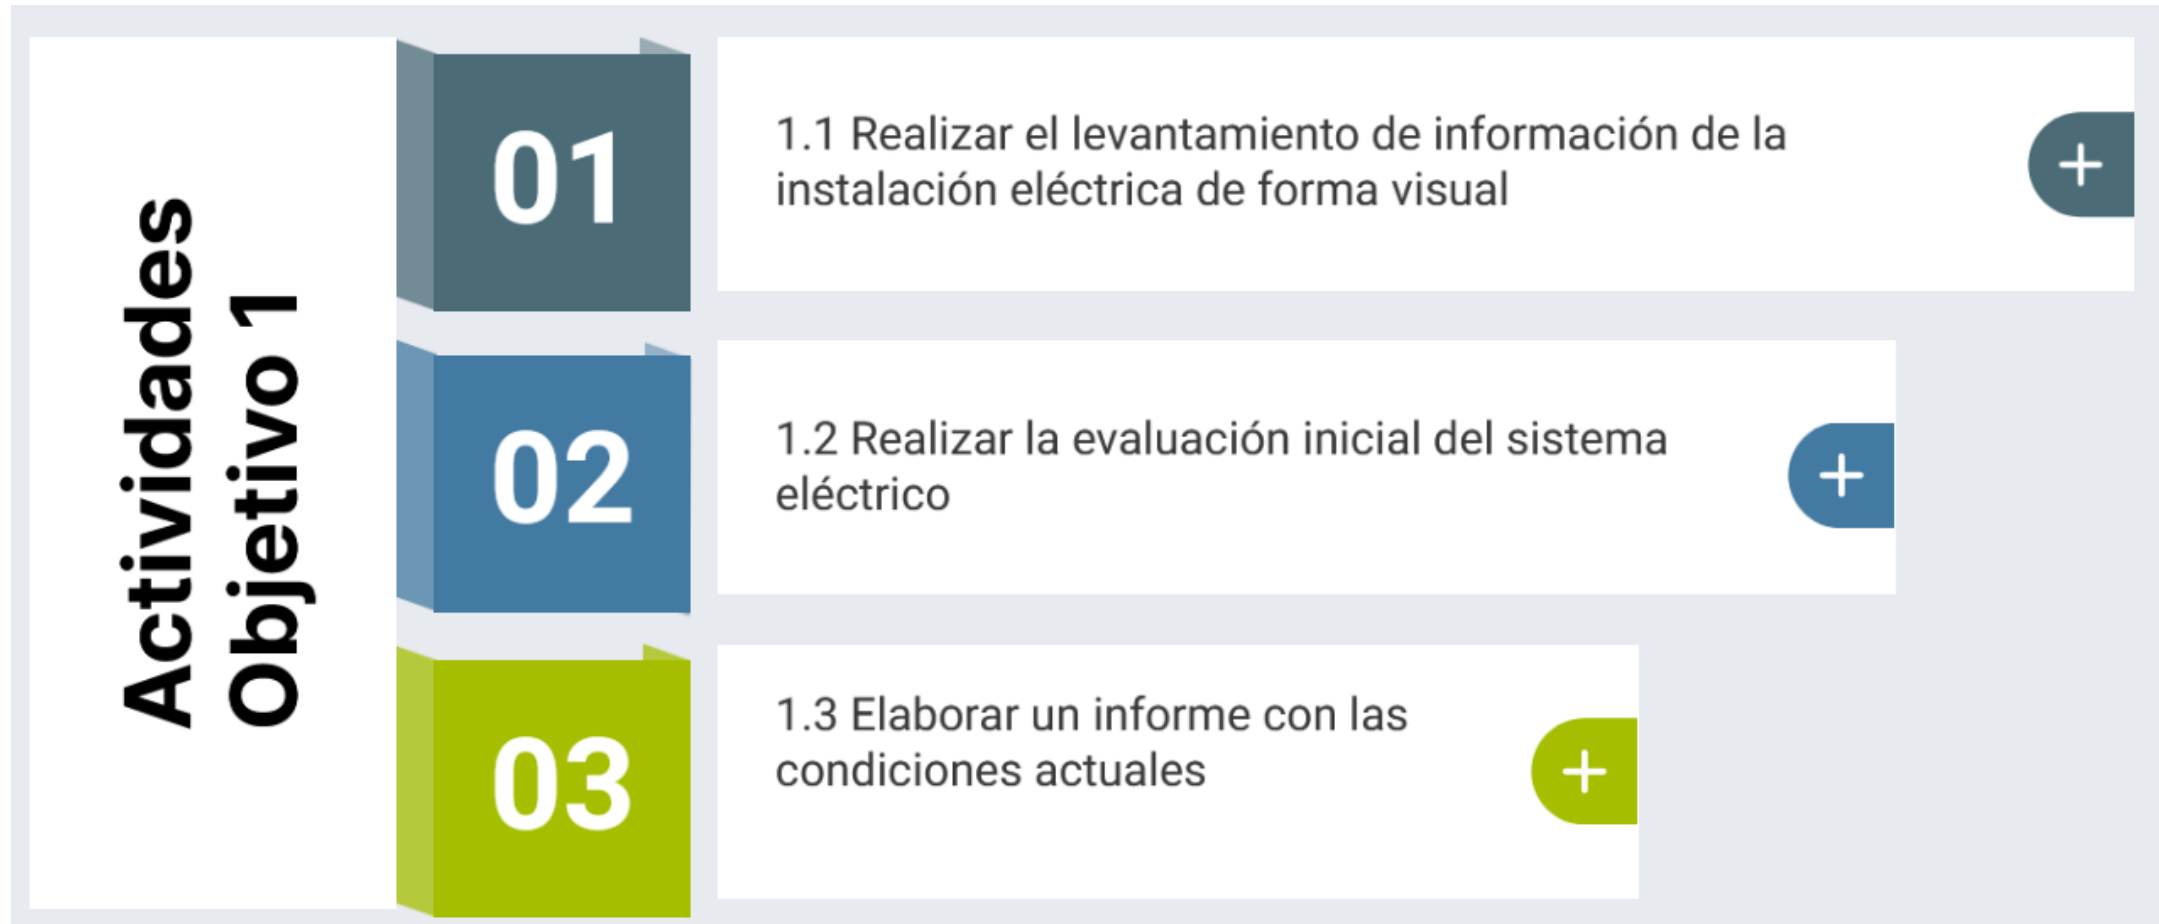 Actividades
Objetivo 1
01
1.1 Realizar el levantamiento de información de la
instalación eléctrica de forma visual
02
1.2 Realizar la evaluación inicial del sistema
eléctrico
03
1.3 Elaborar un informe con las
condiciones actuales